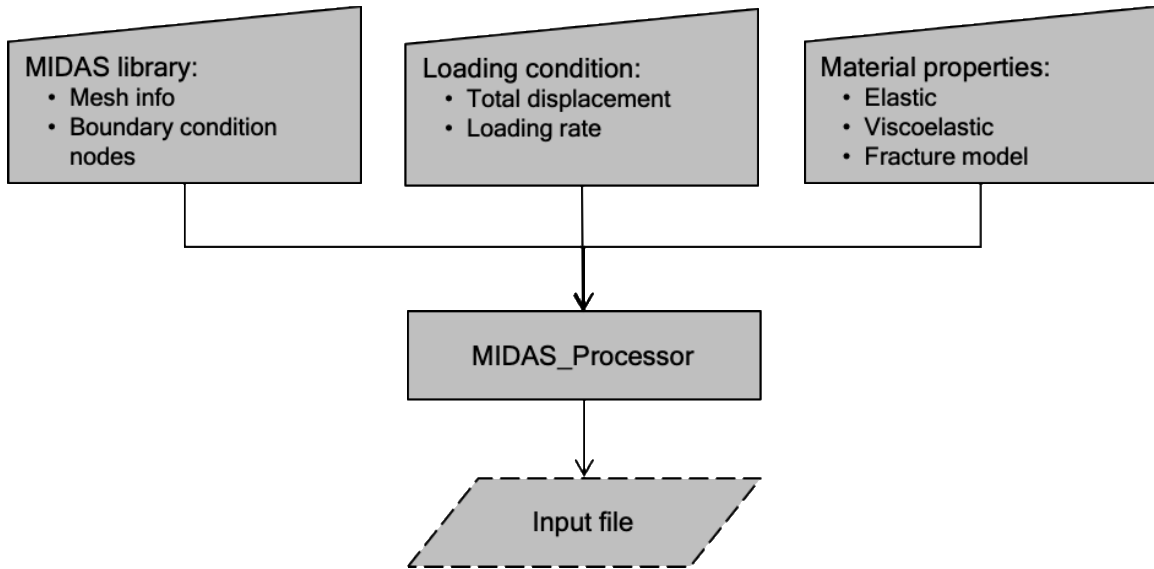 MIDAS library:
• Mesh info
• Boundary condition
nodes
Loading condition:
• Total displacement
• Loading rate
Material properties:
• Elastic
• Viscoelastic
• Fracture model
MIDAS_Processor
Input file